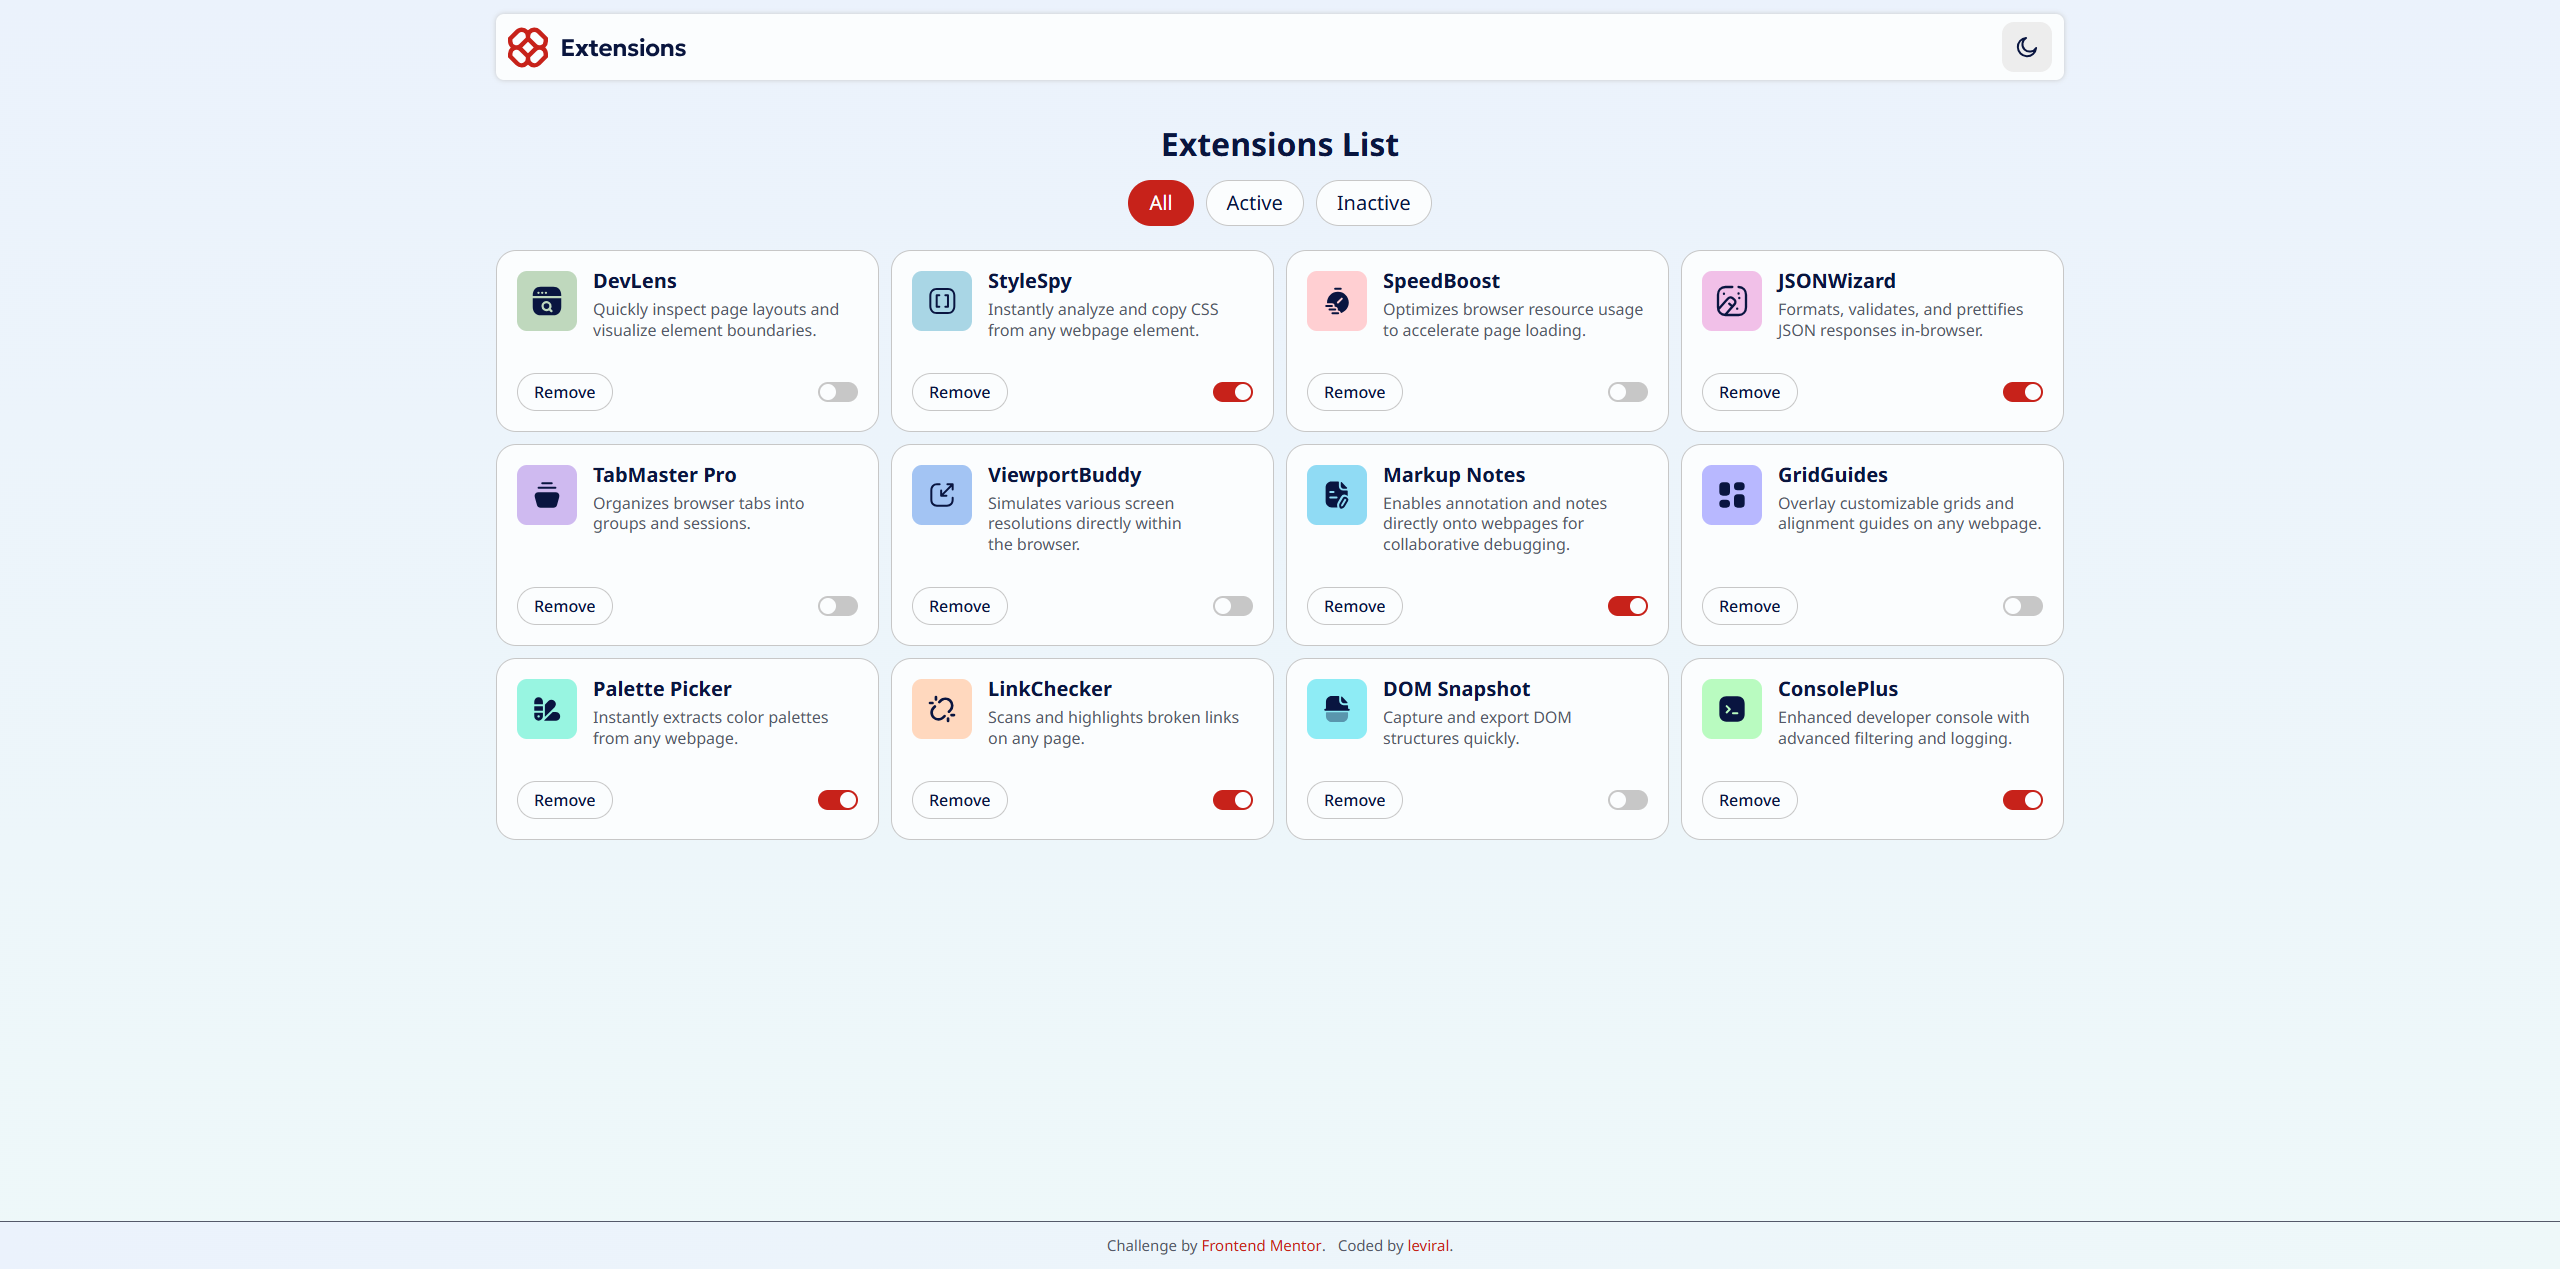 Extensions
Extensions List
All
Active
Inactive
DevLens
Quickly inspect page layouts and
visualize element boundaries.
Remove
StyleSpy
Instantly analyze and copy CSS
from any webpage element.
Remove
SpeedBoost
Optimizes browser resource usage
to accelerate page loading.
Remove
JSONWizard
Formats, validates, and prettifies
JSON responses in-browser.
Remove
TabMaster Pro
Organizes browser tabs into
groups and sessions.
Remove
ViewportBuddy
Simulates various screen
resolutions directly within
the browser.
Remove
Markup Notes
Enables annotation and notes
directly onto webpages for
collaborative debugging.
Remove
GridGuides
Overlay customizable grids and
alignment guides on any webpage.
Remove
Palette Picker
Instantly extracts color palettes
from any webpage.
Remove
LinkChecker
Scans and highlights broken links
on any page.
Remove
DOM Snapshot
Capture and export DOM
structures quickly.
Remove
ConsolePlus
Enhanced developer console with
advanced filtering and logging.
Remove
Challenge by Frontend Mentor. Coded by leviral.